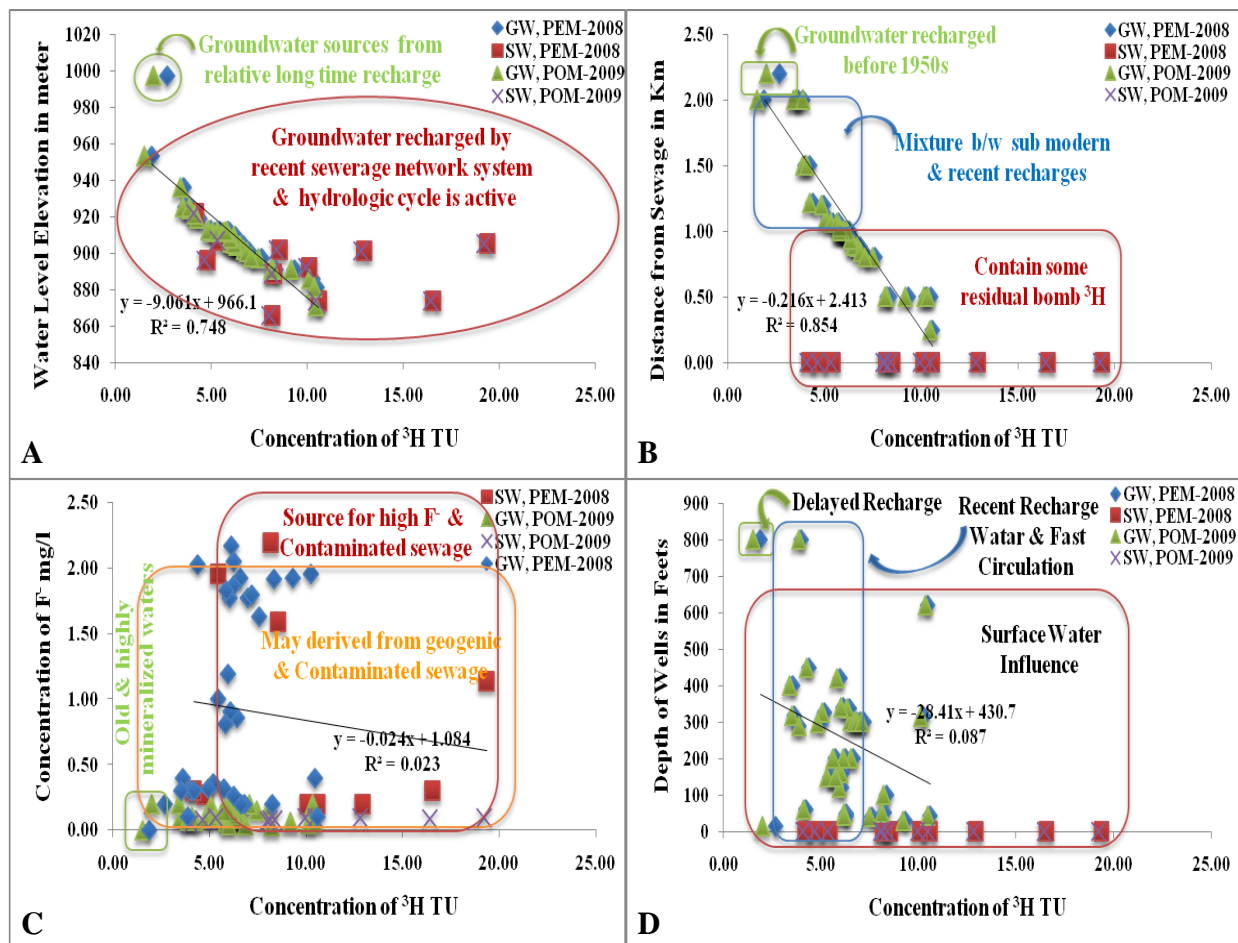 Water Level Elevation in meter
1020
1000
980
960
940
920
900
880
860
840
0.00 5.00 10.00 15.00 20.00 25.00
Concentration of ³H TU
Groundwater sources from
relative long time recharge
GW, PEM-2008
SW, PEM-2008
GW, POM-2009
SW, POM-2009
Groundwater recharged by
recent sewerage network system
& hydrologic cycle is active
y = -9.061x + 966.1
R² = 0.748
A
Distance from Sewage in Km
2.50
2.00
1.50
1.00
0.50
0.00
0.00 5.00 10.00 15.00 20.00 25.00
Concentration of ³H TU
Groundwater recharged
before 1950s
GW, PEM-2008
SW, PEM-2008
GW, POM-2009
SW, POM-2009
Mixture b/w sub modern
& recent recharges
Contain some
residual bomb ³H
y = -0.216x + 2.413
R² = 0.854
B
Concentration of F⁻ mg/l
2.50
2.00
1.50
1.00
0.50
0.00
0.00 5.00 10.00 15.00 20.00 25.00
Concentration of ³H TU
SW, PEM-2008
GW, POM-2009
SW, POM-2009
GW, PEM-2008
Source for high F⁻ &
Contaminated sewage
Old & highly
mineralized waters
May derived from geogenic
& Contaminated sewage
y = -0.024x + 1.084
R² = 0.023
C
Depth of Wells in Feets
900
800
700
600
500
400
300
200
100
0
0.00 5.00 10.00 15.00 20.00 25.00
Concentration of ³H TU
Delayed Recharge
Recent Recharge
Watar & Fast
Circulation
GW, PEM-2008
SW, PEM-2008
GW, POM-2009
SW, POM-2009
Surface Water
Influence
y = -28.41x + 430.7
R² = 0.087
D